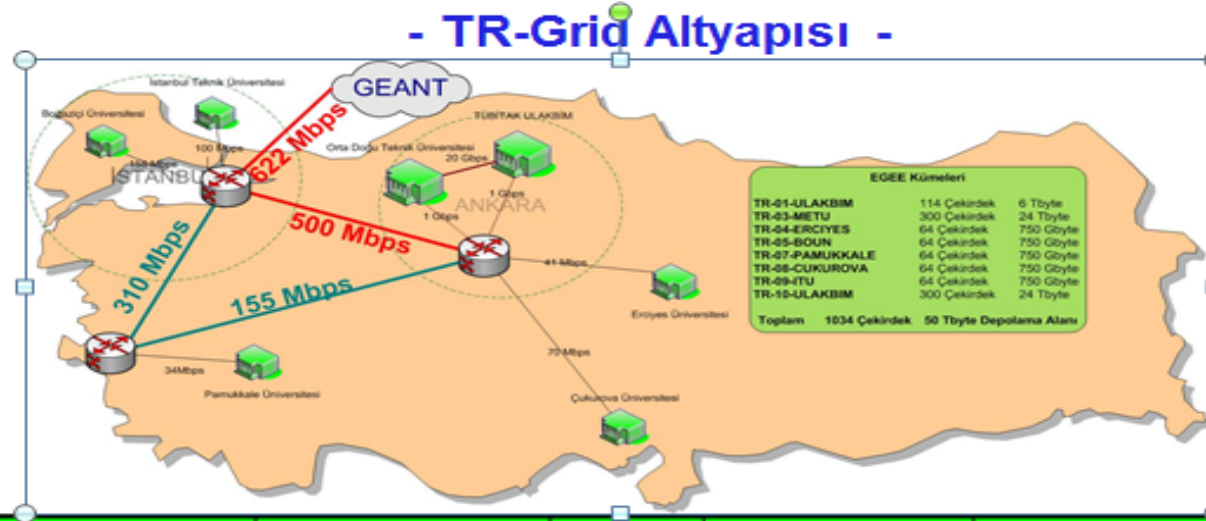 - TR-Grid Altyapısı -
İstanbul Teknik Üniversitesi
GEANT
Boğaziçi Üniversitesi
TÜBİTAK ULAKBİM
100 Mbps
622 Mbps
155 Mbps
Orta Doğu Teknik Üniversitesi
20 Gbps
İSTANBU
1 Gbps
ANKARA
1 Gbps
500 Mbps
310 Mbps
41 Mbps
155 Mbps
Erciyes Üniversitesi
70 Mbps
34Mbps
Pamukkale Üniversitesi
Çukurova Üniversitesi
EGEE Kümeleri
TR-01-ULAKBIM 114 Çekirdek 6 Tbyte
TR-03-METU 300 Çekirdek 24 Tbyte
TR-04-ERCIYES 64 Çekirdek 750 Gbyte
TR-05-BOUN 64 Çekirdek 750 Gbyte
TR-07-PAMUKKALE 64 Çekirdek 750 Gbyte
TR-08-CUKUROVA 64 Çekirdek 750 Gbyte
TR-09-ITU 64 Çekirdek 750 Gbyte
TR-10-ULAKBIM 300 Çekirdek 24 Tbyte
Toplam 1034 Çekirdek 50 Tbyte Depolama Alanı